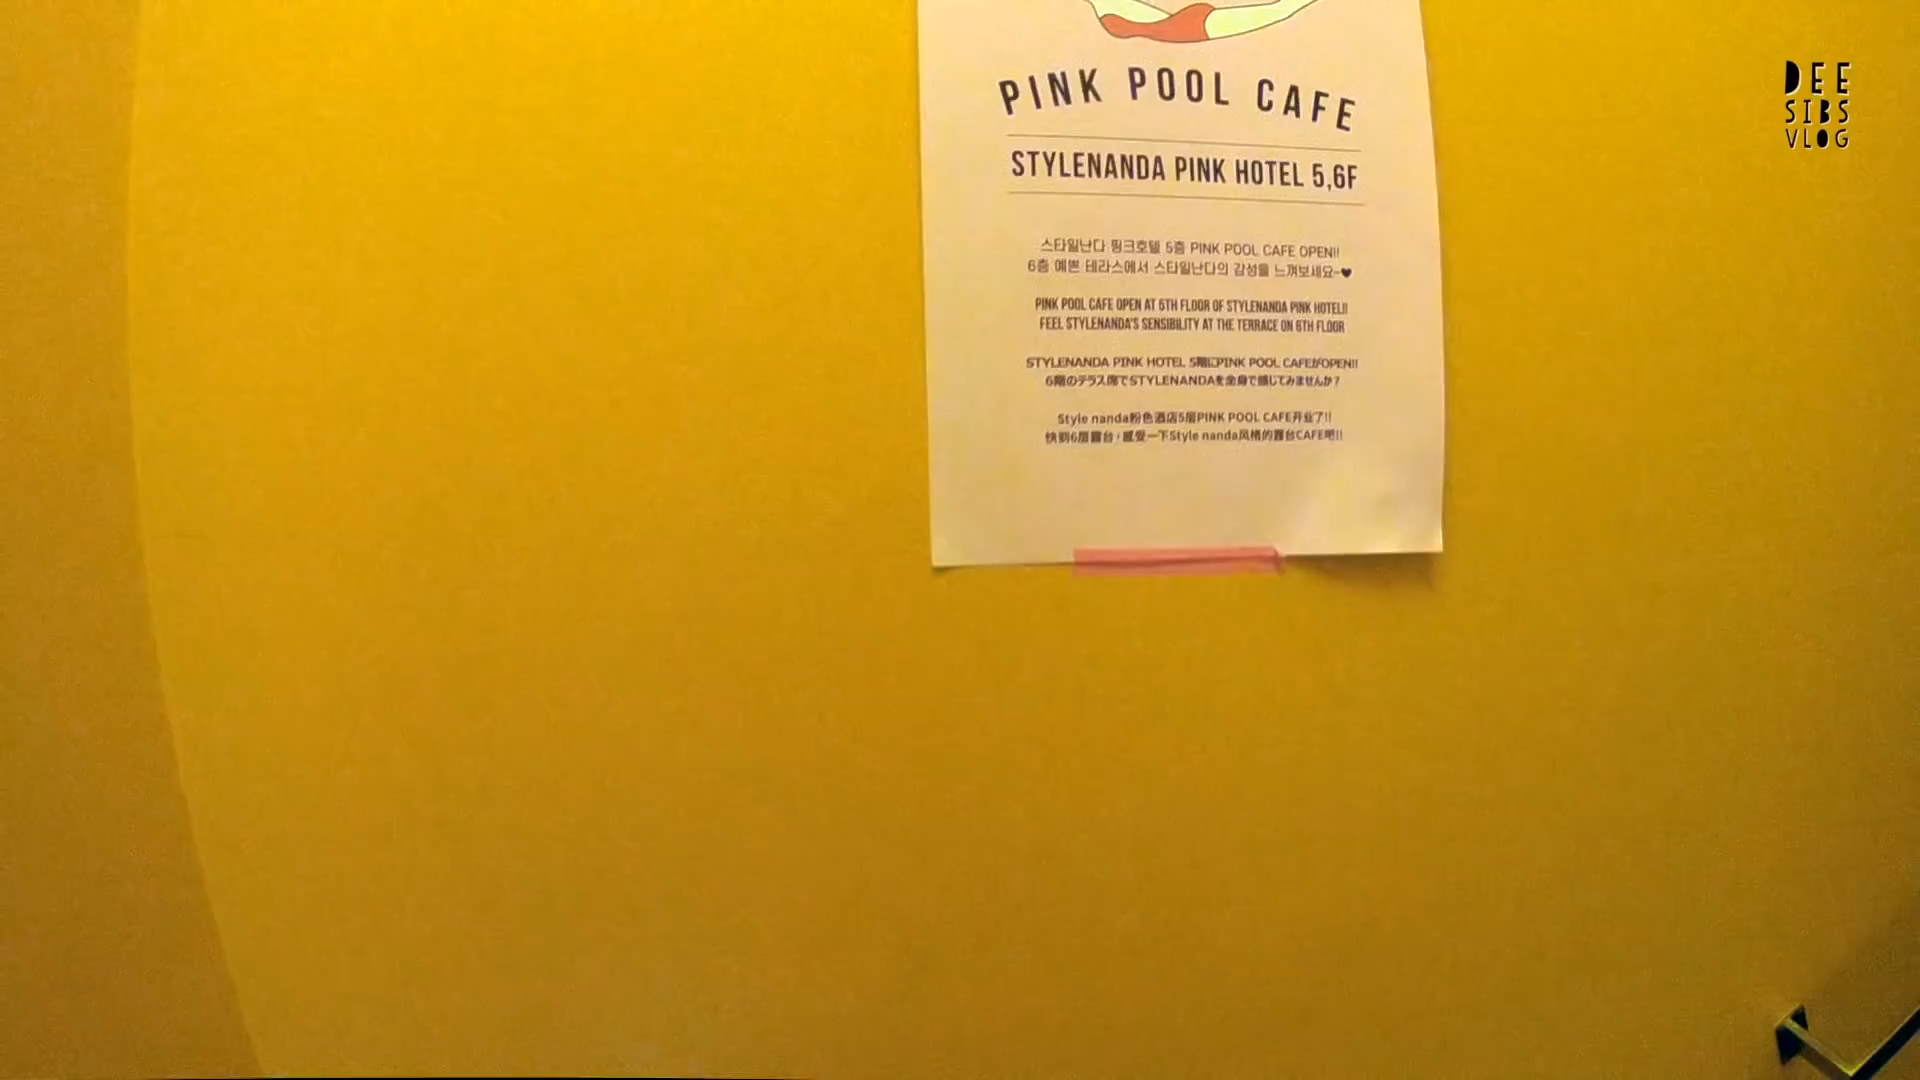 PINK POOL CAFE
STYLENANDA PINK HOTEL 5,6F
스타일난다 핑크호텔 5층 PINK POOL CAFE OPEN!!
6층 예쁜 테라스에서 스타일난다의 감성을 느껴보세요~♥
PINK POOL CAFE OPEN AT 5TH FLOOR OF STYLENANDA PINK HOTEL!!
FEEL STYLENANDA'S SENSIBILITY AT THE TERRACE ON 6TH FLOOR
STYLENANDA PINK HOTEL 5階にPINK POOL CAFEがOPEN!!
6階のテラス席でSTYLENANDAを全身で感じてみませんか?
Style nanda粉色酒店5层PINK POOL CAFE开业了!!
快到6层露台,感受一下Style nanda风格的露台CAFE吧!!
DEE
SIBS
VLOG